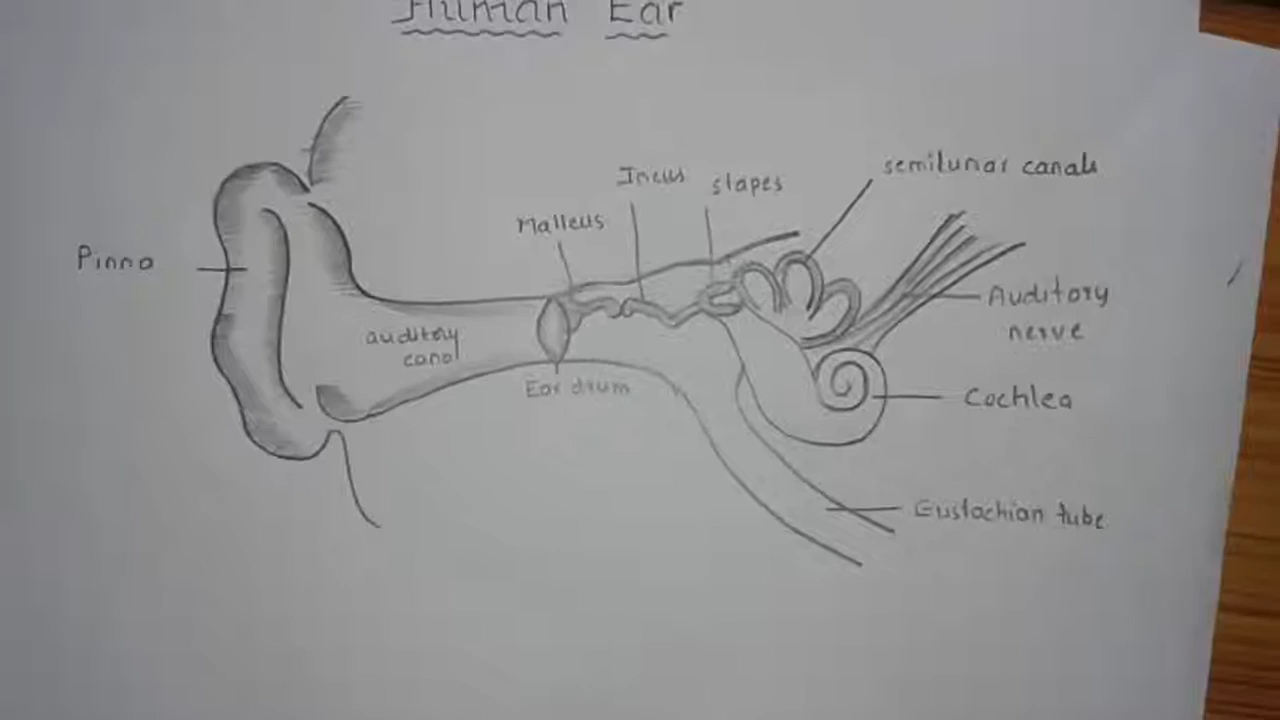 Human Ear
Incus
stapes
semilunar canals
Malleus
Pinna
Auditory
nerve
auditory
canal
Ear drum
Cochlea
Eustachian tube